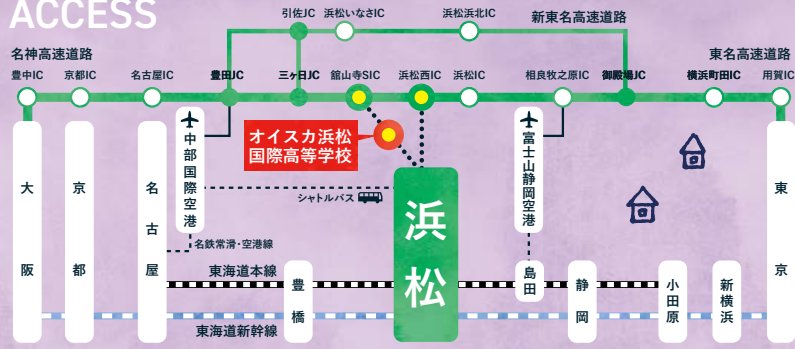 ACCESS
引佐JC
浜松いなさIC
浜松浜北IC
新東名高速道路
名神高速道路
東名高速道路
豊中IC
京都IC
名古屋IC
豊田JC
三ヶ日JC
舘山寺SIC
浜松西IC
浜松IC
相良牧之原IC
御殿場JC
横浜町田IC
用賀IC
オイスカ浜松
国際高等学校
中部国際空港
富士山静岡空港
大阪
京都
名古屋
シャトルバス
浜松
東京
名鉄常滑・空港線
東海道本線
豊橋
島田
静岡
小田原
新横浜
東海道新幹線